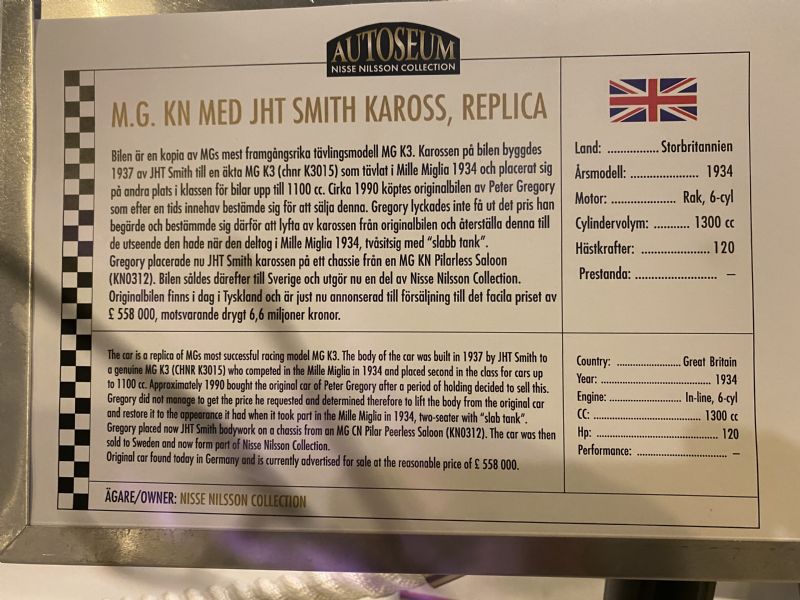 AUTOSEUM
NISSE NILSSON COLLECTION
M.G. KN MED JHT SMITH KAROSS, REPLICA
Bilen är en kopia av MGs mest framgångsrika tävlingsmodell MG K3. Karossen på bilen byggdes
1937 av JHT Smith till en äkta MG K3 (chnr K3015) som tävlat i Mille Miglia 1934 och placerat sig
på andra plats i klassen för bilar upp till 1100 cc. Cirka 1990 köptes originalbilen av Peter Gregory
som efter en tids innehav bestämde sig för att sälja denna. Gregory lyckades inte få ut det pris han
begärde och bestämmde sig därför att lyfta av karossen från originalbilen och återställa denna till
de utseende den hade när den deltog i Mille Miglia 1934, tvåsitsig med "slabb tank".
Gregory placerade nu JHT Smith karossen på ett chassie från en MG KN Pilarless Saloon
(KN0312). Bilen såldes därefter till Sverige och utgör nu en del av Nisse Nilsson Collection.
Originalbilen finns i dag i Tyskland och är just nu annonserad till försäljning till det facila priset av
£ 558 000, motsvarande drygt 6,6 miljoner kronor.
Land: ................Storbritannien
Årsmodell: ...................... 1934
Motor: ................ Rak, 6-cyl
Cylindervolym: ........... 1300 cc
Hästkrafter: ...................... 120
Prestanda: ........................ –
The car is a replica of MGs most successful racing model MG K3. The body of the car was built in 1937 by JHT Smith to
a genuine MG K3 (CHNR K3015) who competed in the Mille Miglia in 1934 and placed second in the class for cars up
to 1100 cc. Approximately 1990 bought the original car of Peter Gregory after a period of holding decided to sell this.
Gregory did not manage to get the price he requested and determined therefore to lift the body from the original car
and restore it to the appearance it had when it took part in the Mille Miglia in 1934, two-seater with "slab tank".
Gregory placed now JHT Smith bodywork on a chassis from an MG CN Pilar Peerless Saloon (KN0312). The car was then
sold to Sweden and now form part of Nisse Nilsson Collection.
Original car found today in Germany and is currently advertised for sale at the reasonable price of £ 558 000.
Country: ........................Great Britain
Year: ........................................ 1934
Engine: .......................... In-line, 6-cyl
CC: ........................................ 1300 cc
Hp: ........................................ 120
Performance: .............................. –
ÄGARE/OWNER: NISSE NILSSON COLLECTION